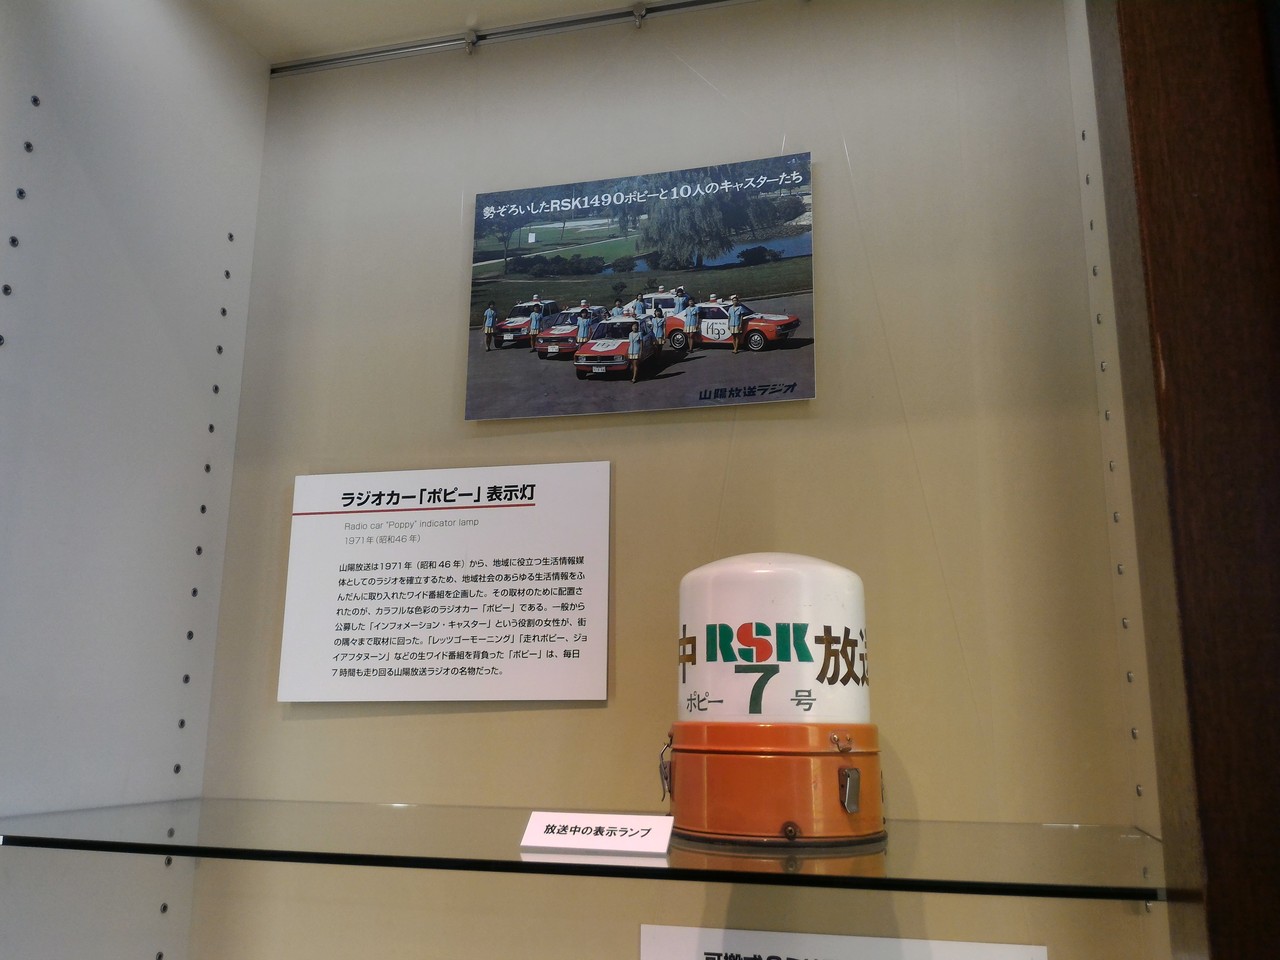 勢ぞろいしたRSK1490ポピーと10人のキャスターたち
1490
1490
山陽放送ラジオ
ラジオカー「ポピー」表示灯
Radio car "Poppy" indicator lamp
1971年(昭和46年)
山陽放送は1971年(昭和46年)から、地域に役立つ生活情報媒
体としてのラジオを確立するため、地域社会のあらゆる生活情報をふ
んだんに取り入れたワイド番組を企画した。その取材のために配置さ
れたのが、カラフルな色彩のラジオカー「ポピー」である。一般から
公募した「インフォメーション・キャスター」という役割の女性が、街
の隅々まで取材に回った。「レッツゴーモーニング」「走れポピー、ジョ
イアフタヌーン」などの生ワイド番組を背負った「ポピー」は、毎日
7時間も走り回る山陽放送ラジオの名物だった。
中 RSK 放送
ポピー 7 号
放送中の表示ランプ